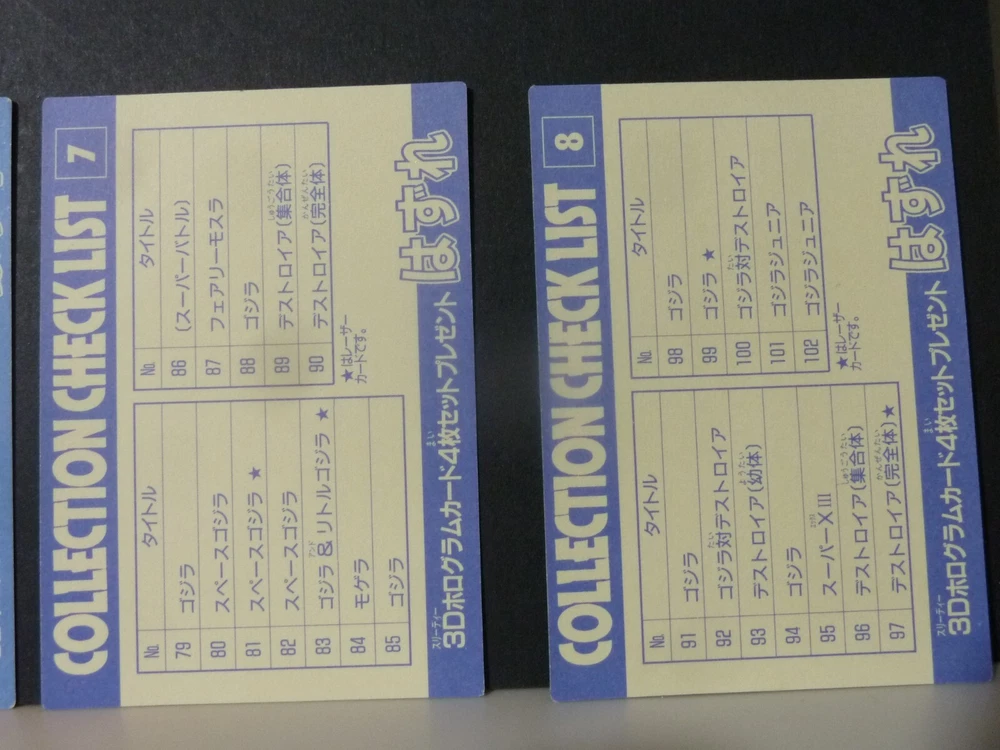 COLLECTION CHECK LIST 7
No. タイトル
79 ゴジラ
80 スペースゴジラ
81 スペースゴジラ ★
82 スペースゴジラ
83 ゴジラ&リトルゴジラ ★
84 モゲラ
85 ゴジラ
No. タイトル
86 (スーパーバトル)
87 フェアリーモスラ
88 ゴジラ
89 デストロイア(集合体)
90 デストロイア(完全体)
★はレーザー
カードです。
3Dホログラムカード4枚セットプレゼント はずれ
COLLECTION CHECK LIST 8
No. タイトル
91 ゴジラ
92 ゴジラ対デストロイア
93 デストロイア(幼体)
94 ゴジラ
95 スーパーXIII
96 デストロイア(集合体)
97 デストロイア(完全体)★
No. タイトル
98 ゴジラ
99 ゴジラ ★
100 ゴジラ対デストロイア
101 ゴジラジュニア
102 ゴジラジュニア
★はレーザー
カードです。
3Dホログラムカード4枚セットプレゼント はずれ